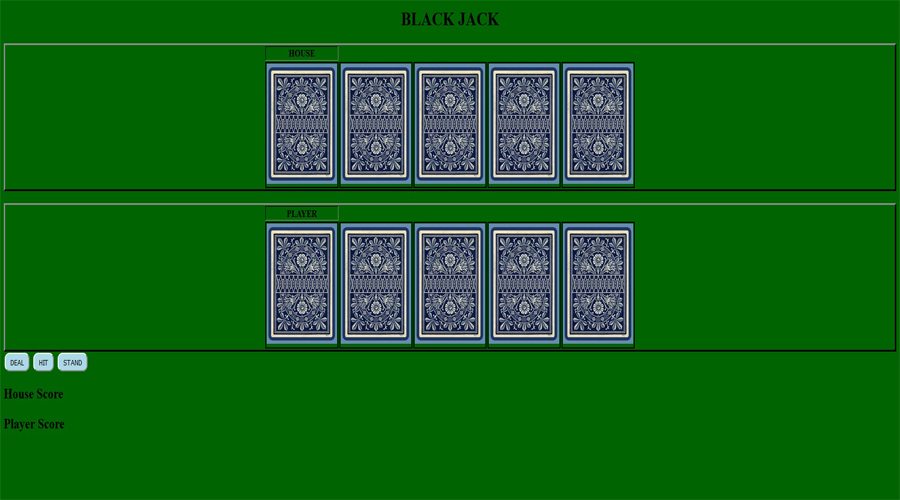 BLACK JACK
HOUSE
PLAYER
DEAL HIT STAND
House Score
Player Score